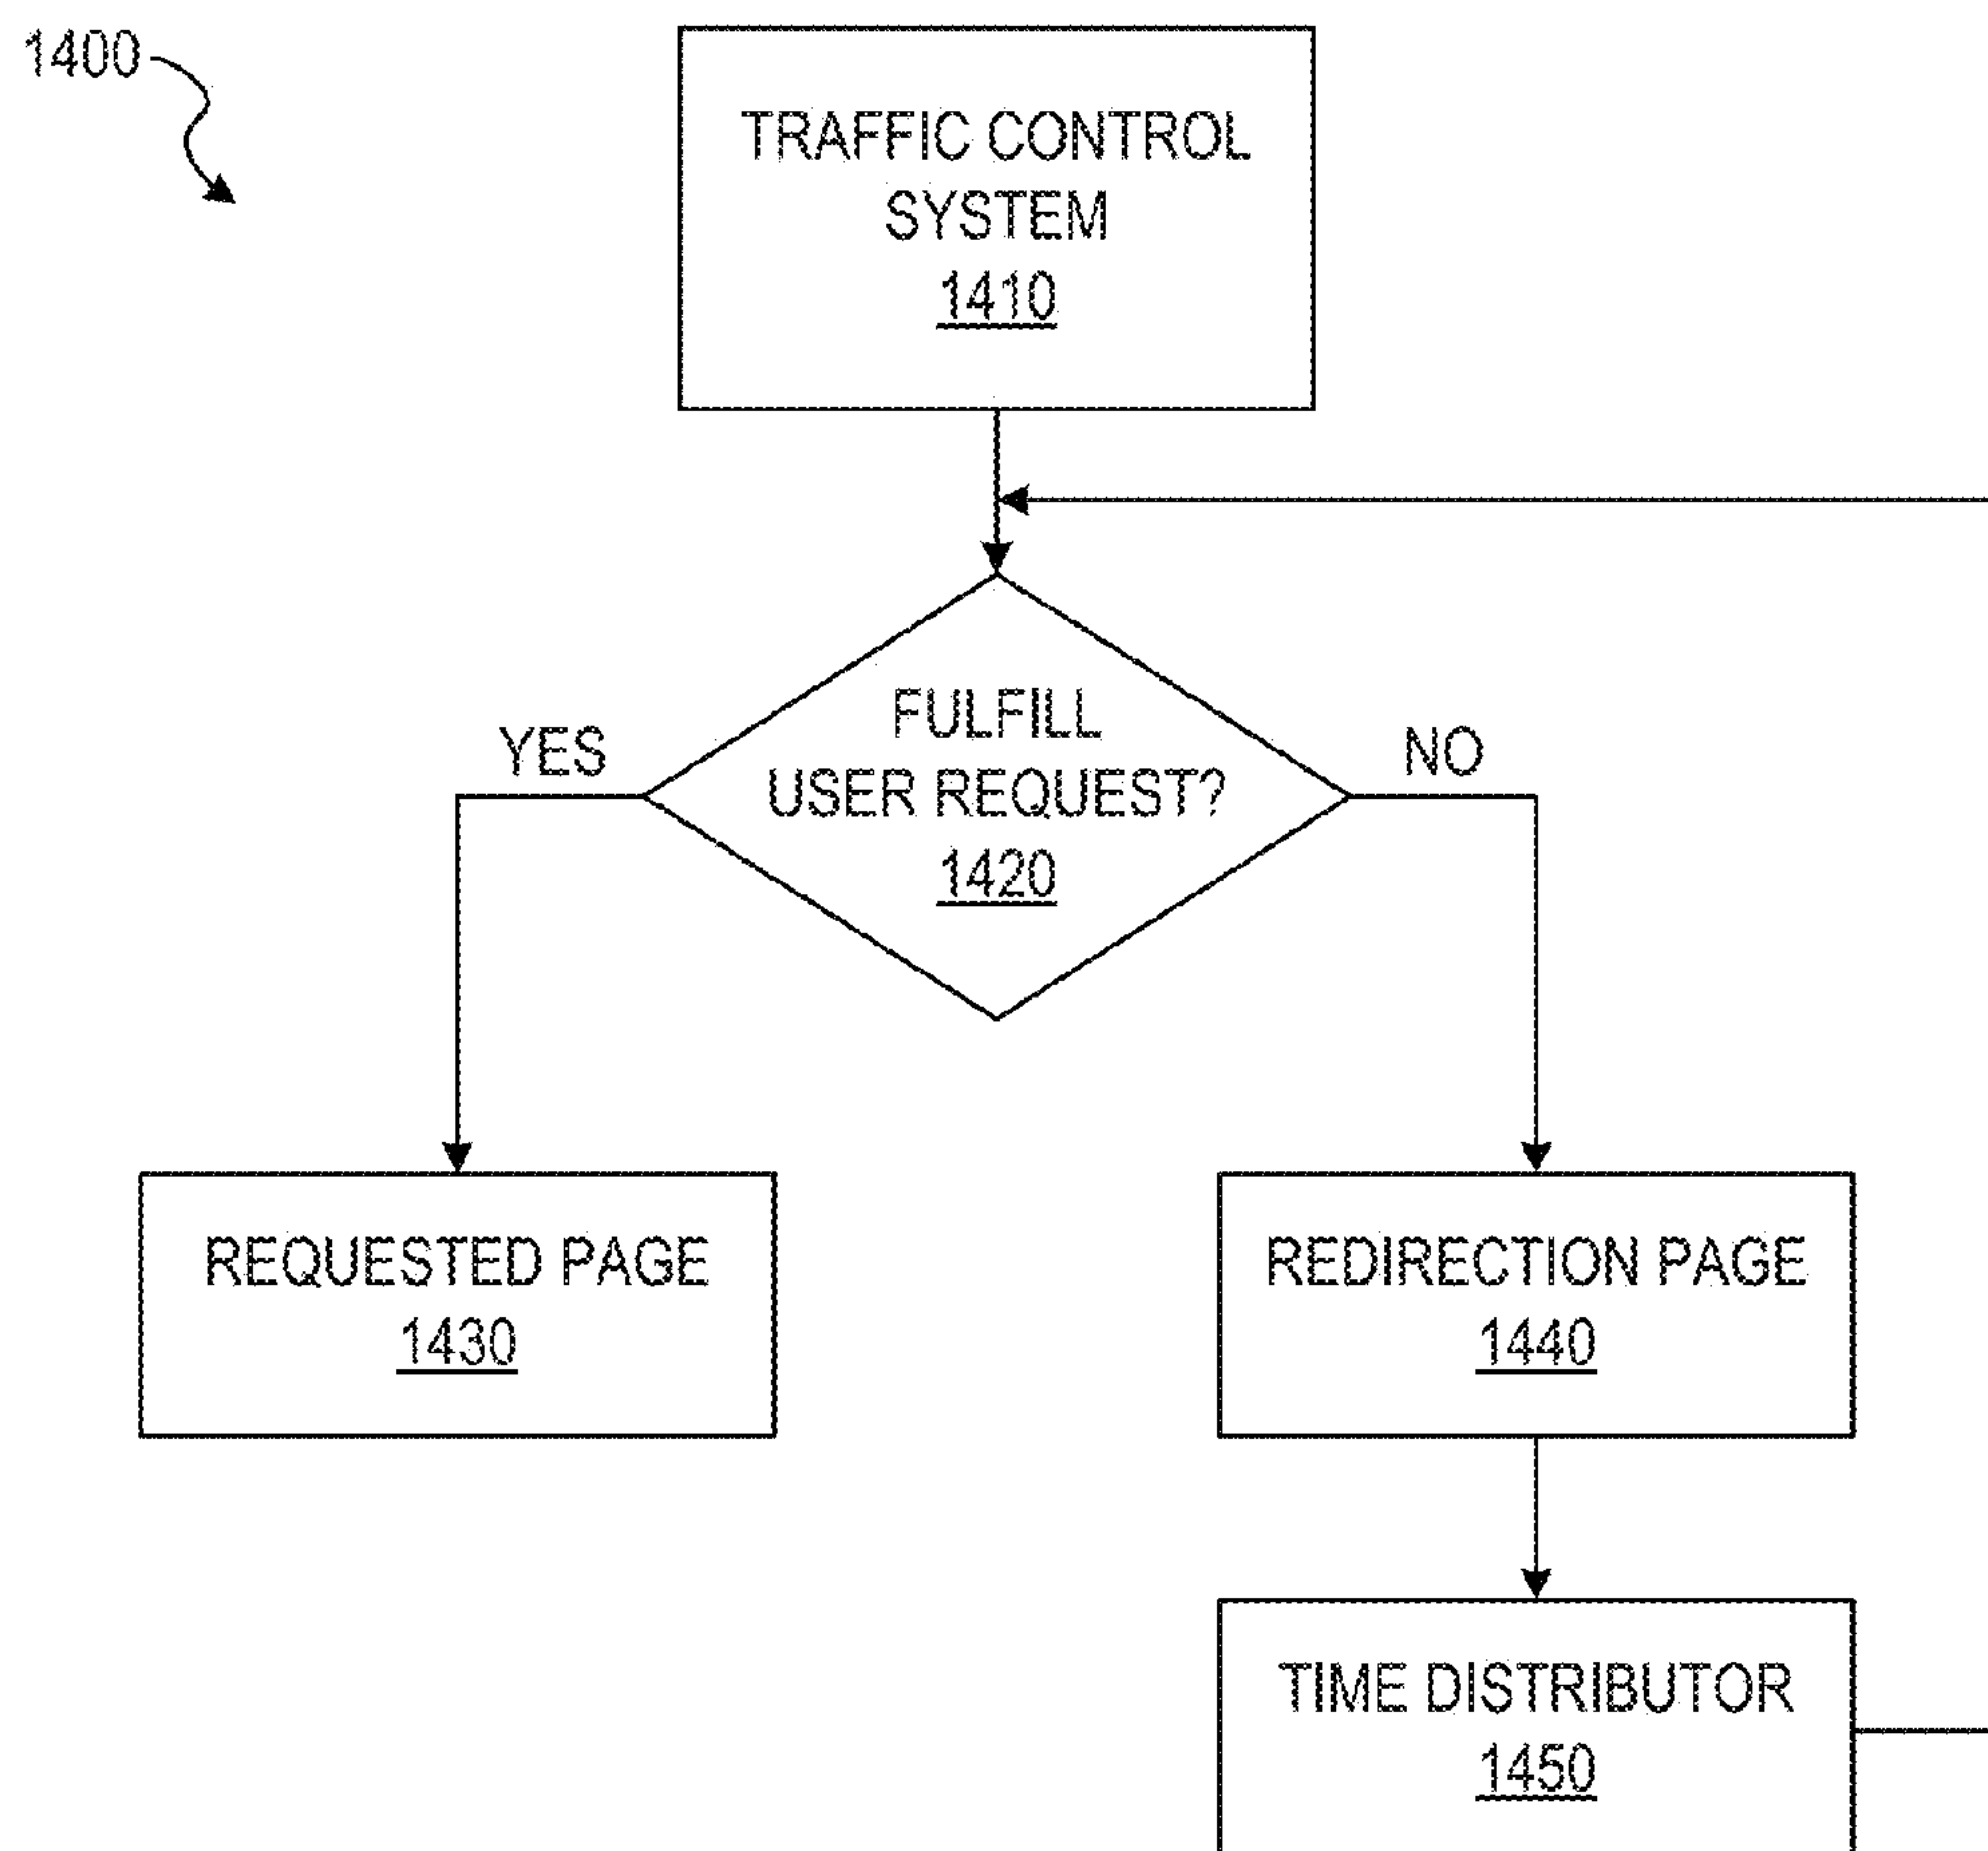 1400
TRAFFIC CONTROL
SYSTEM
1410
FULFILL
USER REQUEST?
1420
YES
NO
REQUESTED PAGE
1430
REDIRECTION PAGE
1440
TIME DISTRIBUTOR
1450